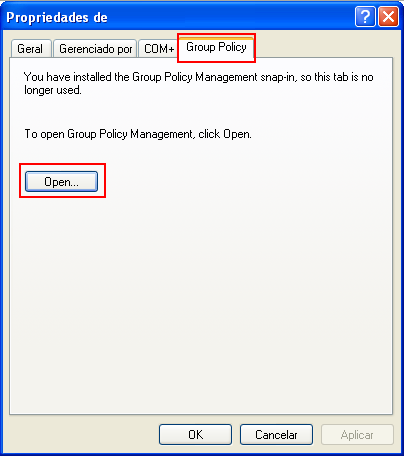 Propriedades de
Geral Gerenciado por COM+ Group Policy
You have installed the Group Policy Management snap-in, so this tab is no
longer used.
To open Group Policy Management, click Open.
Open...
OK Cancelar Aplicar